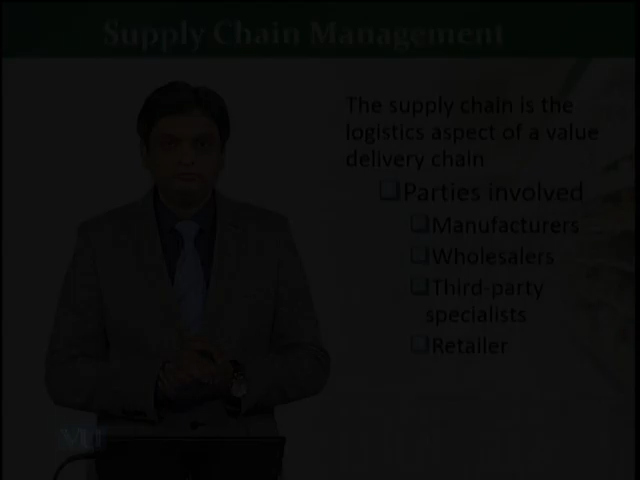 Supply Chain Management
The supply chain is the
logistics aspect of a value
delivery chain
Parties involved
Manufacturers
Wholesalers
Third-party
specialists
Retailer